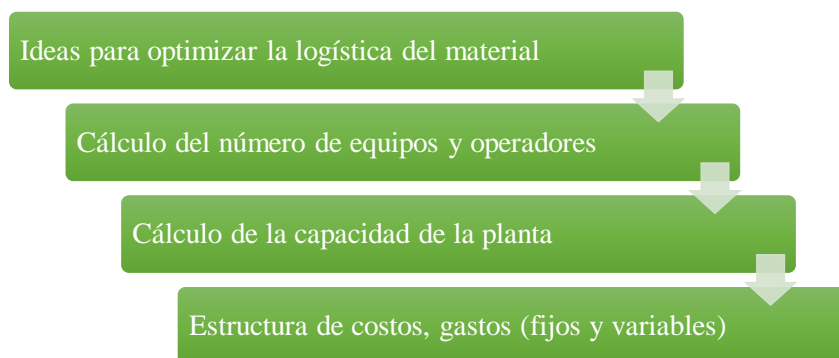 Ideas para optimizar la logística del material
Cálculo del número de equipos y operadores
Cálculo de la capacidad de la planta
Estructura de costos, gastos (fijos y variables)